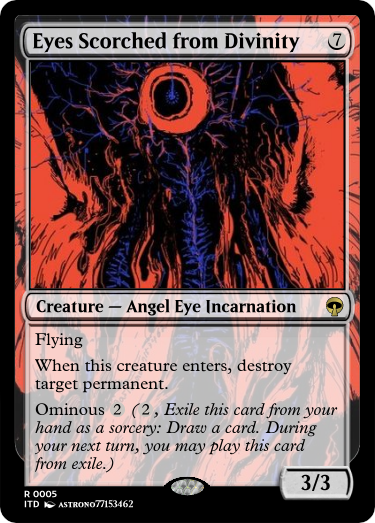 Eyes Scorched from Divinity 7
Creature — Angel Eye Incarnation
Flying
When this creature enters, destroy
target permanent.
Ominous 2 (2, Exile this card from your
hand as a sorcery: Draw a card. During
your next turn, you may play this card
from exile.)
3/3
R 0005
ITD ASTRONO77153462